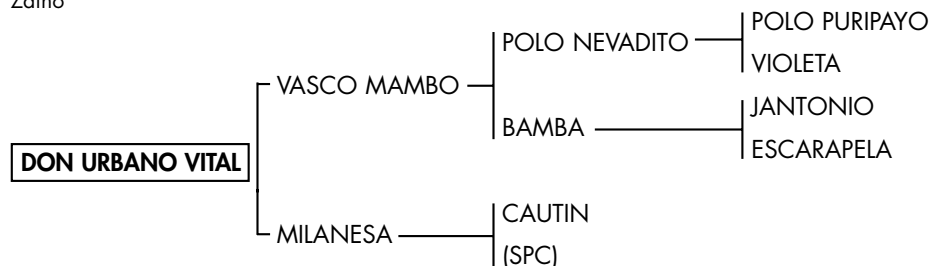 Zaino
POLO PURIPAYO
POLO NEVADITO
VIOLETA
VASCO MAMBO
JANTONIO
BAMBA
ESCARAPELA
DON URBANO VITAL
CAUTIN
MILANESA
(SPC)